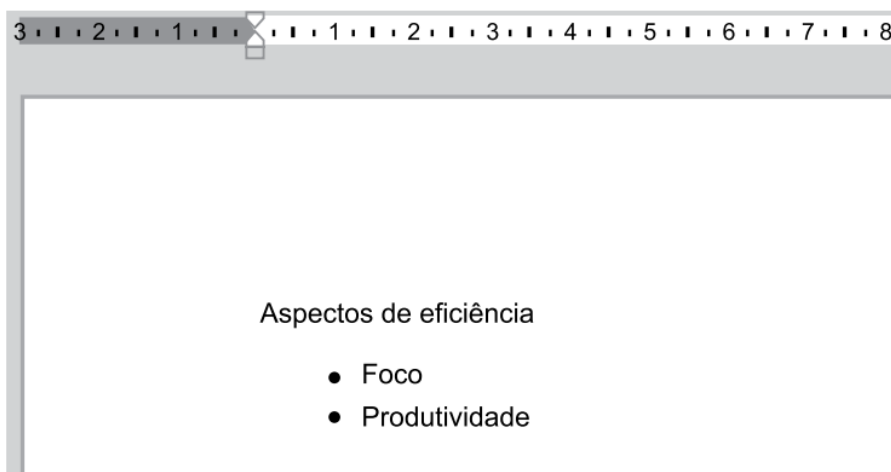 3 2 1 1 2 3 4 5 6 7 8
Aspectos de eficiência
• Foco
• Produtividade